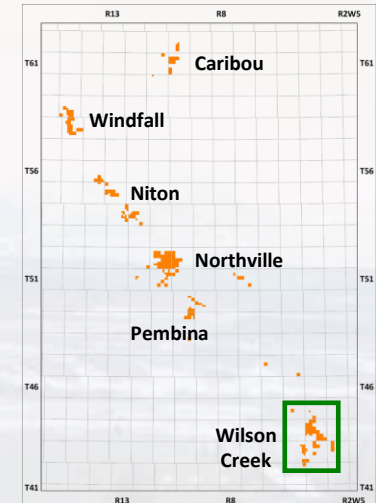 R13 R8 R2W5
T61 Caribou T61
Windfall
T56 T56
Niton
T51 Northville T51
Pembina
T46 T46
Wilson
Creek
T41 T41
R13 R8 R2W5